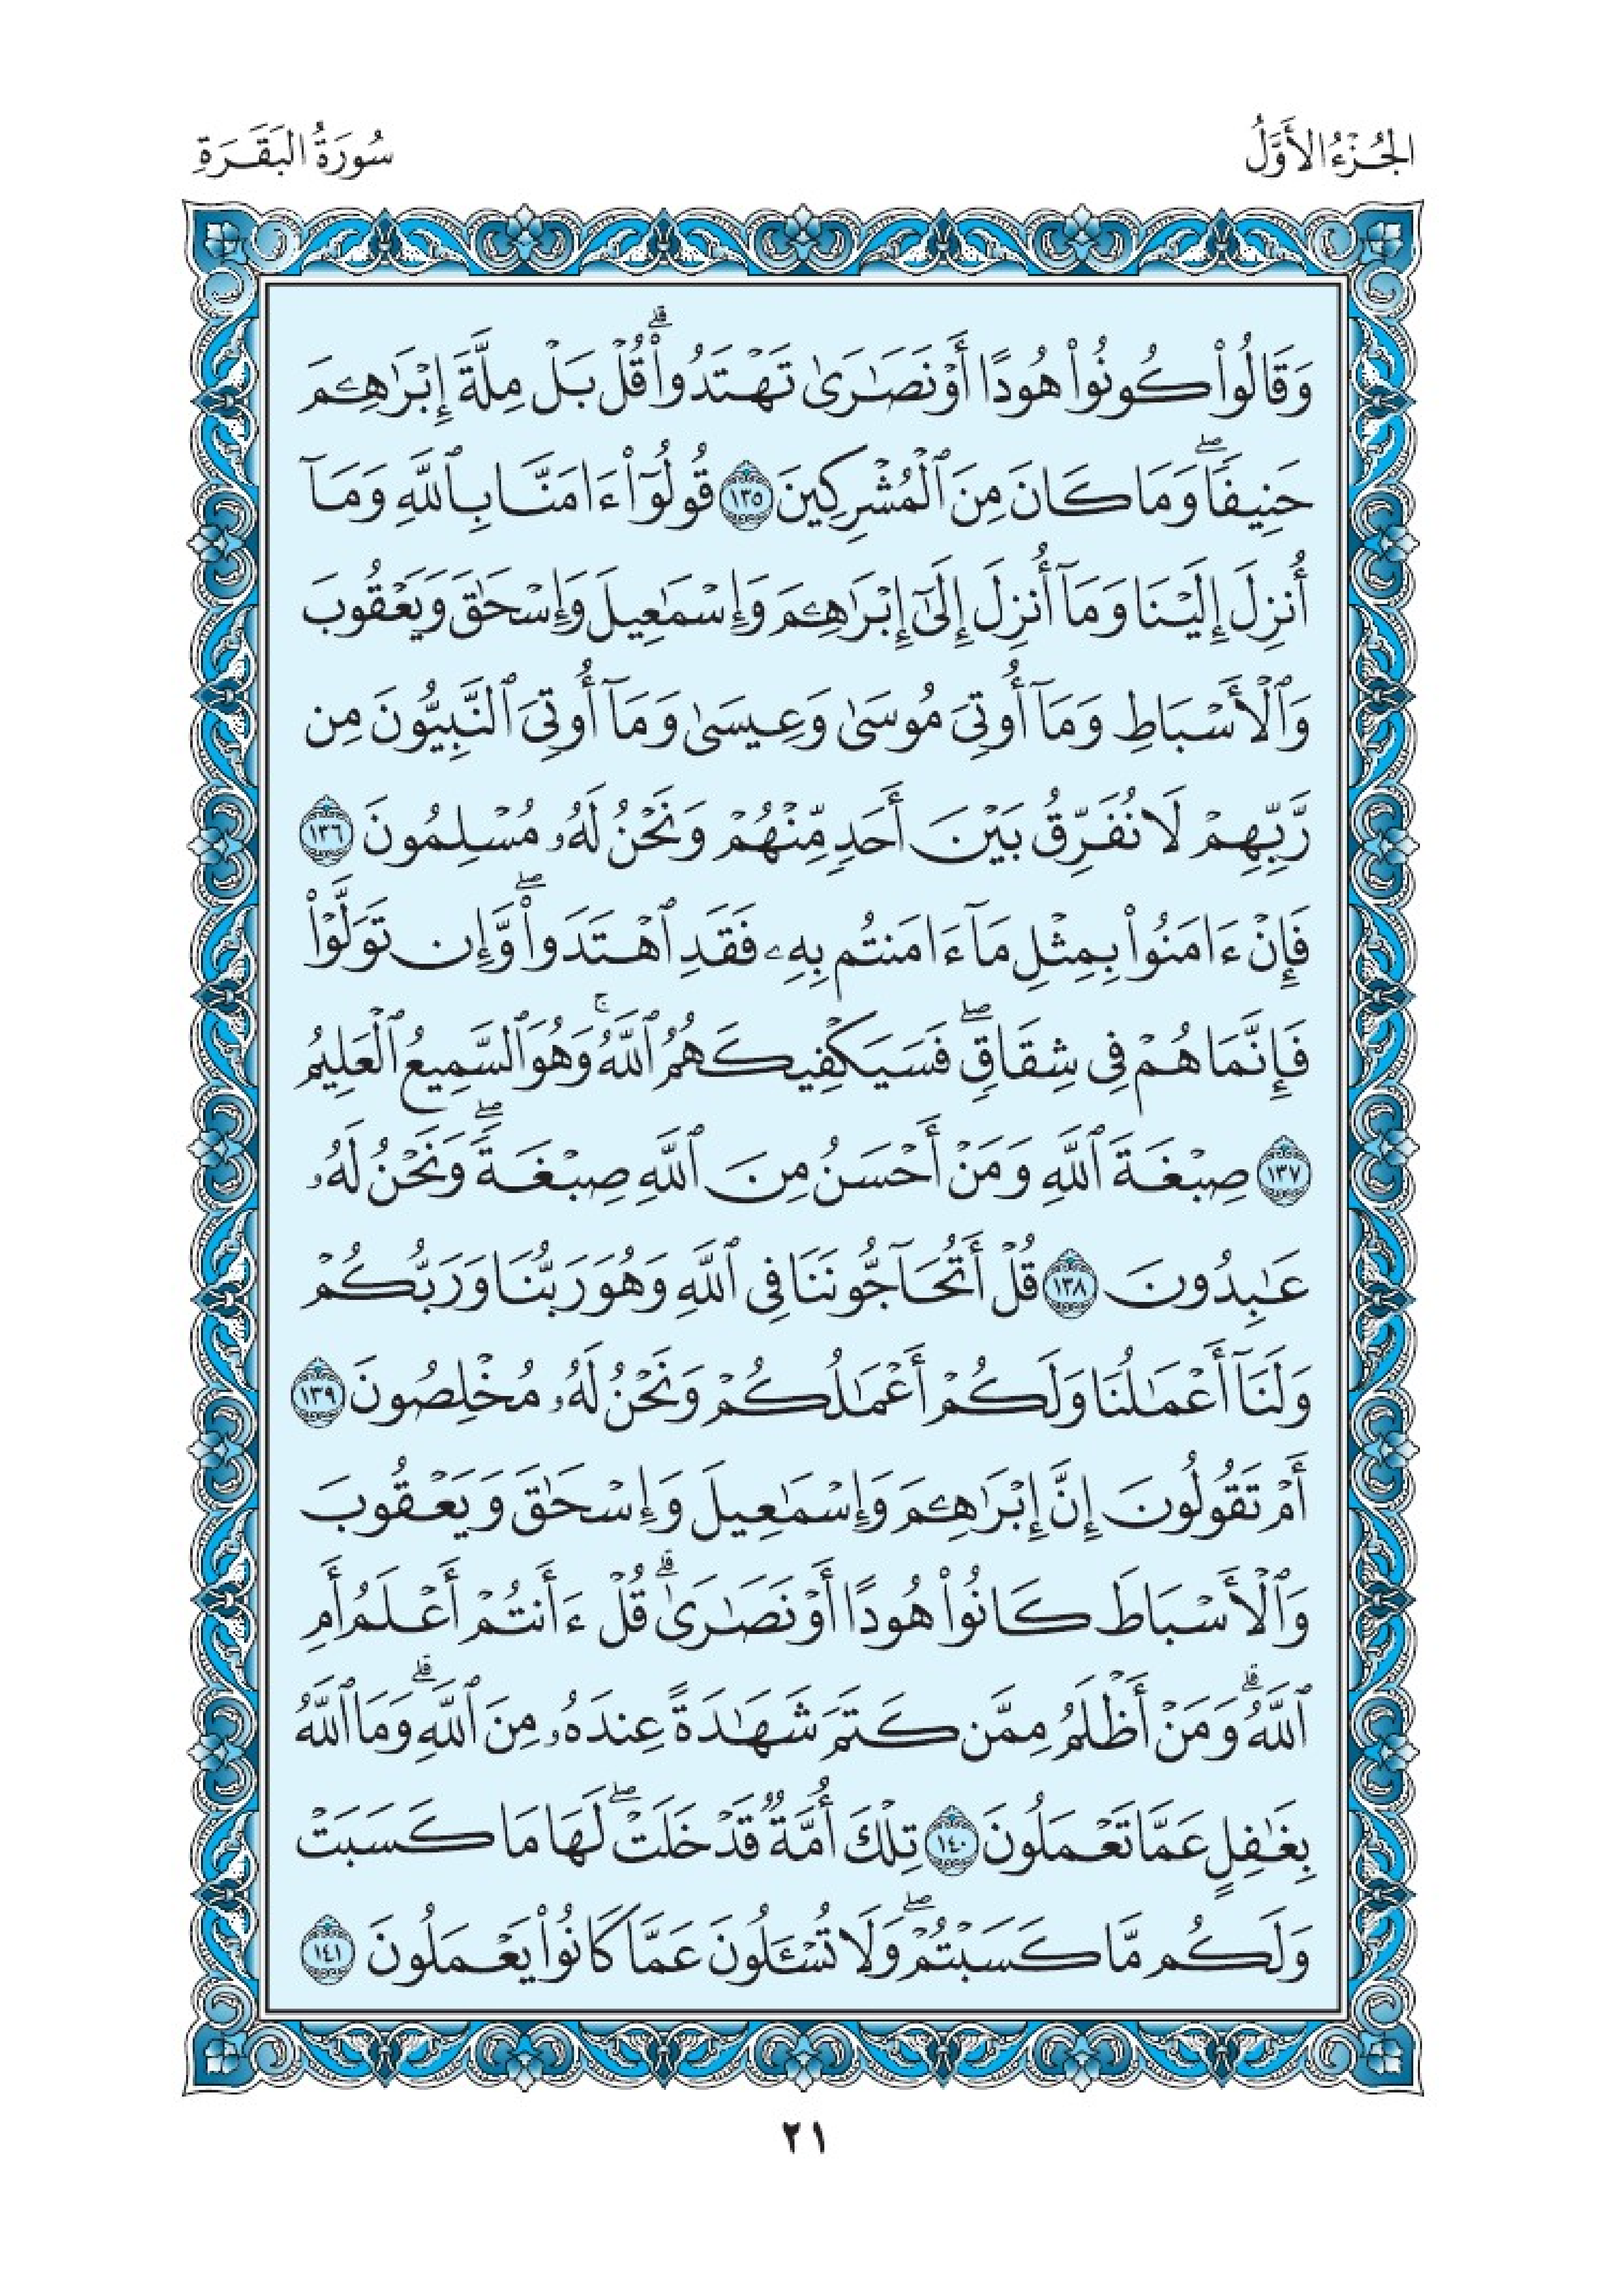 الجُزْءُ الأَوَّلُ
سُورَةُ البَقَرَةِ
وَقَالُواْ كُونُواْ هُودًا أَوْ نَصَٰرَىٰ تَهْتَدُواْۗ قُلْ بَلْ مِلَّةَ إِبْرَٰهِـۧمَ
حَنِيفًاۖ وَمَا كَانَ مِنَ ٱلْمُشْرِكِينَ ١٣٥ قُولُوٓاْ ءَامَنَّا بِٱللَّهِ وَمَآ
أُنزِلَ إِلَيْنَا وَمَآ أُنزِلَ إِلَىٰٓ إِبْرَٰهِـۧمَ وَإِسْمَٰعِيلَ وَإِسْحَٰقَ وَيَعْقُوبَ
وَٱلْأَسْبَاطِ وَمَآ أُوتِىَ مُوسَىٰ وَعِيسَىٰ وَمَآ أُوتِىَ ٱلنَّبِيُّونَ مِن
رَّبِّهِمْ لَا نُفَرِّقُ بَيْنَ أَحَدٍ مِّنْهُمْ وَنَحْنُ لَهُۥ مُسْلِمُونَ ١٣٦
فَإِنْ ءَامَنُواْ بِمِثْلِ مَآ ءَامَنتُم بِهِۦ فَقَدِ ٱهْتَدَواْۖ وَّإِن تَوَلَّوْاْ
فَإِنَّمَا هُمْ فِى شِقَاقٍۖ فَسَيَكْفِيكَهُمُ ٱللَّهُۚ وَهُوَ ٱلسَّمِيعُ ٱلْعَلِيمُ
١٣٧ صِبْغَةَ ٱللَّهِ وَمَنْ أَحْسَنُ مِنَ ٱللَّهِ صِبْغَةًۖ وَنَحْنُ لَهُۥ
عَٰبِدُونَ ١٣٨ قُلْ أَتُحَآجُّونَنَا فِى ٱللَّهِ وَهُوَ رَبُّنَا وَرَبُّكُمْ
وَلَنَآ أَعْمَٰلُنَا وَلَكُمْ أَعْمَٰلُكُمْ وَنَحْنُ لَهُۥ مُخْلِصُونَ ١٣٩
أَمْ تَقُولُونَ إِنَّ إِبْرَٰهِـۧمَ وَإِسْمَٰعِيلَ وَإِسْحَٰقَ وَيَعْقُوبَ
وَٱلْأَسْبَاطَ كَانُواْ هُودًا أَوْ نَصَٰرَىٰۗ قُلْ ءَأَنتُمْ أَعْلَمُ أَمِ
ٱللَّهُۗ وَمَنْ أَظْلَمُ مِمَّن كَتَمَ شَهَٰدَةً عِندَهُۥ مِنَ ٱللَّهِۗ وَمَا ٱللَّهُ
بِغَٰفِلٍ عَمَّا تَعْمَلُونَ ١٤٠ تِلْكَ أُمَّةٌ قَدْ خَلَتْۖ لَهَا مَا كَسَبَتْ
وَلَكُم مَّا كَسَبْتُمْۖ وَلَا تُسْـَٔلُونَ عَمَّا كَانُواْ يَعْمَلُونَ ١٤١
٢١